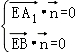 { EA₁ · n=0
EB · n=0